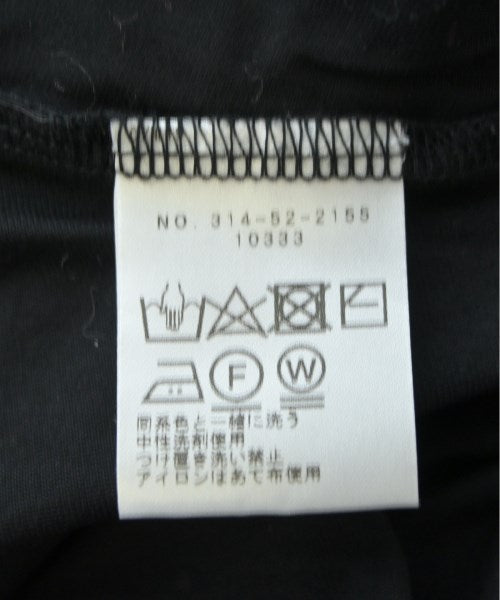 NO. 314-52-2155
10333
F W
同系色と一緒に洗う
中性洗剤使用
つけ置き洗い禁止
アイロンはあて布使用